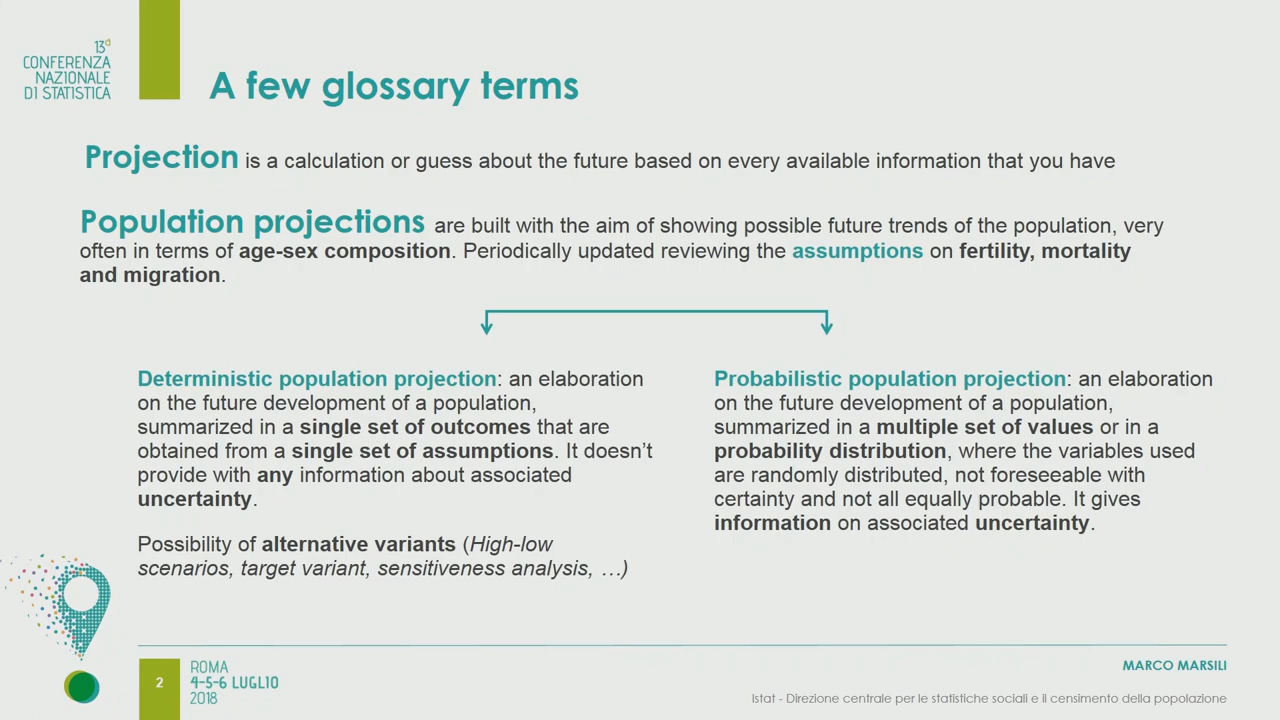 13ª
CONFERENZA
NAZIONALE
DI STATISTICA
A few glossary terms
Projection is a calculation or guess about the future based on every available information that you have
Population projections are built with the aim of showing possible future trends of the population, very
often in terms of age-sex composition. Periodically updated reviewing the assumptions on fertility, mortality
and migration.
Deterministic population projection: an elaboration
on the future development of a population,
summarized in a single set of outcomes that are
obtained from a single set of assumptions. It doesn't
provide with any information about associated
uncertainty.
Possibility of alternative variants (High-low
scenarios, target variant, sensitiveness analysis, …)
Probabilistic population projection: an elaboration
on the future development of a population,
summarized in a multiple set of values or in a
probability distribution, where the variables used
are randomly distributed, not foreseeable with
certainty and not all equally probable. It gives
information on associated uncertainty.
2
ROMA
4-5-6 LUGLIO
2018
MARCO MARSILI
Istat - Direzione centrale per le statistiche sociali e il censimento della popolazione